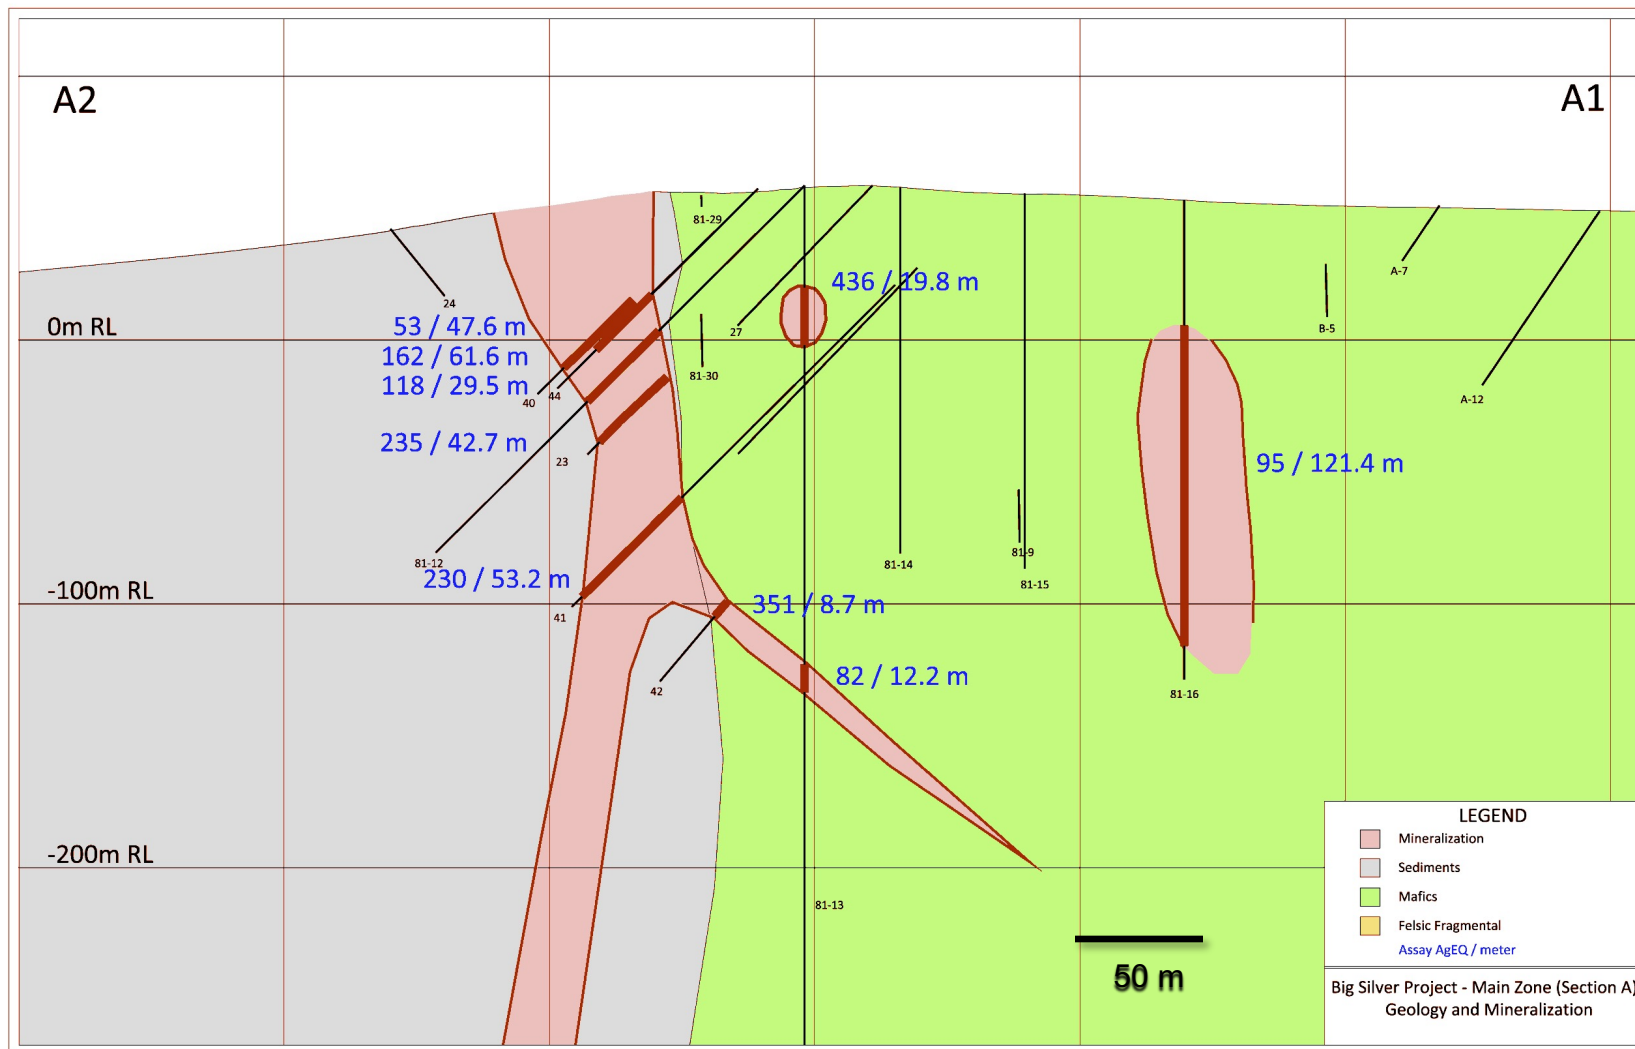 A2
A1
81-29
24
436 / 19.8 m
A-7
0m RL
53 / 47.6 m
27
B-5
162 / 61.6 m
81-30
118 / 29.5 m
40
44
A-12
235 / 42.7 m
23
95 / 121.4 m
81-12
81-14
81-9
81-15
230 / 53.2 m
-100m RL
41
351 / 8.7 m
42
82 / 12.2 m
81-16
-200m RL
81-13
50 m
LEGEND
Mineralization
Sediments
Mafics
Felsic Fragmental
Assay AgEQ / meter
Big Silver Project - Main Zone (Section A)
Geology and Mineralization